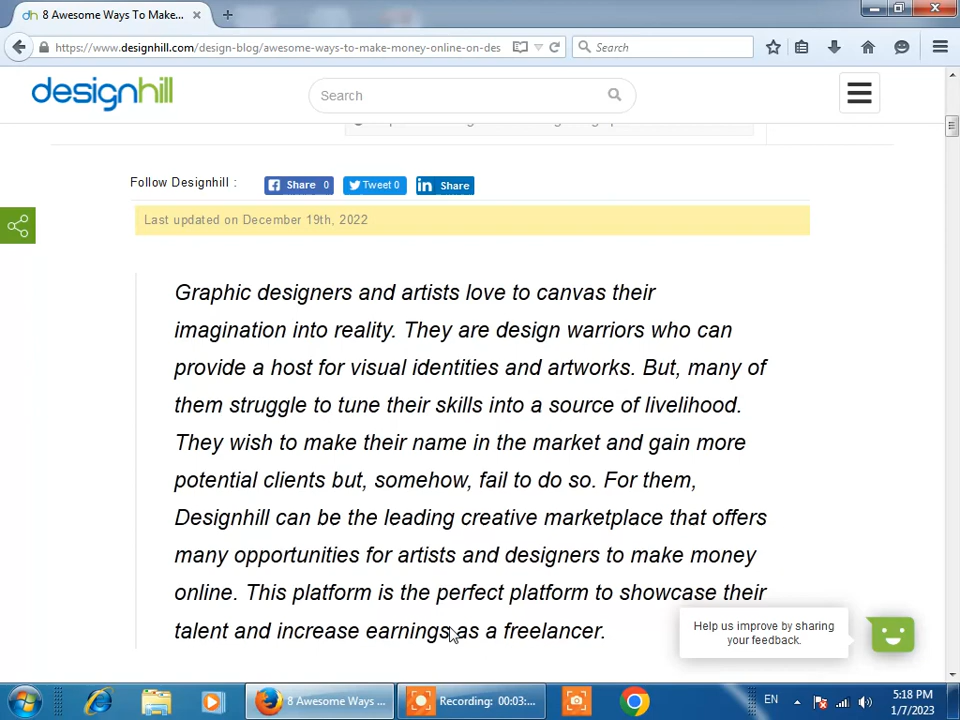 dh 8 Awesome Ways To Make...
https://www.designhill.com/design-blog/awesome-ways-to-make-money-online-on-des
Search
designhill
Search
Follow Designhill :
Share 0
Tweet 0
in Share
Last updated on December 19th, 2022
Graphic designers and artists love to canvas their
imagination into reality. They are design warriors who can
provide a host for visual identities and artworks. But, many of
them struggle to tune their skills into a source of livelihood.
They wish to make their name in the market and gain more
potential clients but, somehow, fail to do so. For them,
Designhill can be the leading creative marketplace that offers
many opportunities for artists and designers to make money
online. This platform is the perfect platform to showcase their
talent and increase earnings as a freelancer.
Help us improve by sharing
your feedback.
8 Awesome Ways ...
Recording: 00:03:...
EN
5:18 PM
1/7/2023